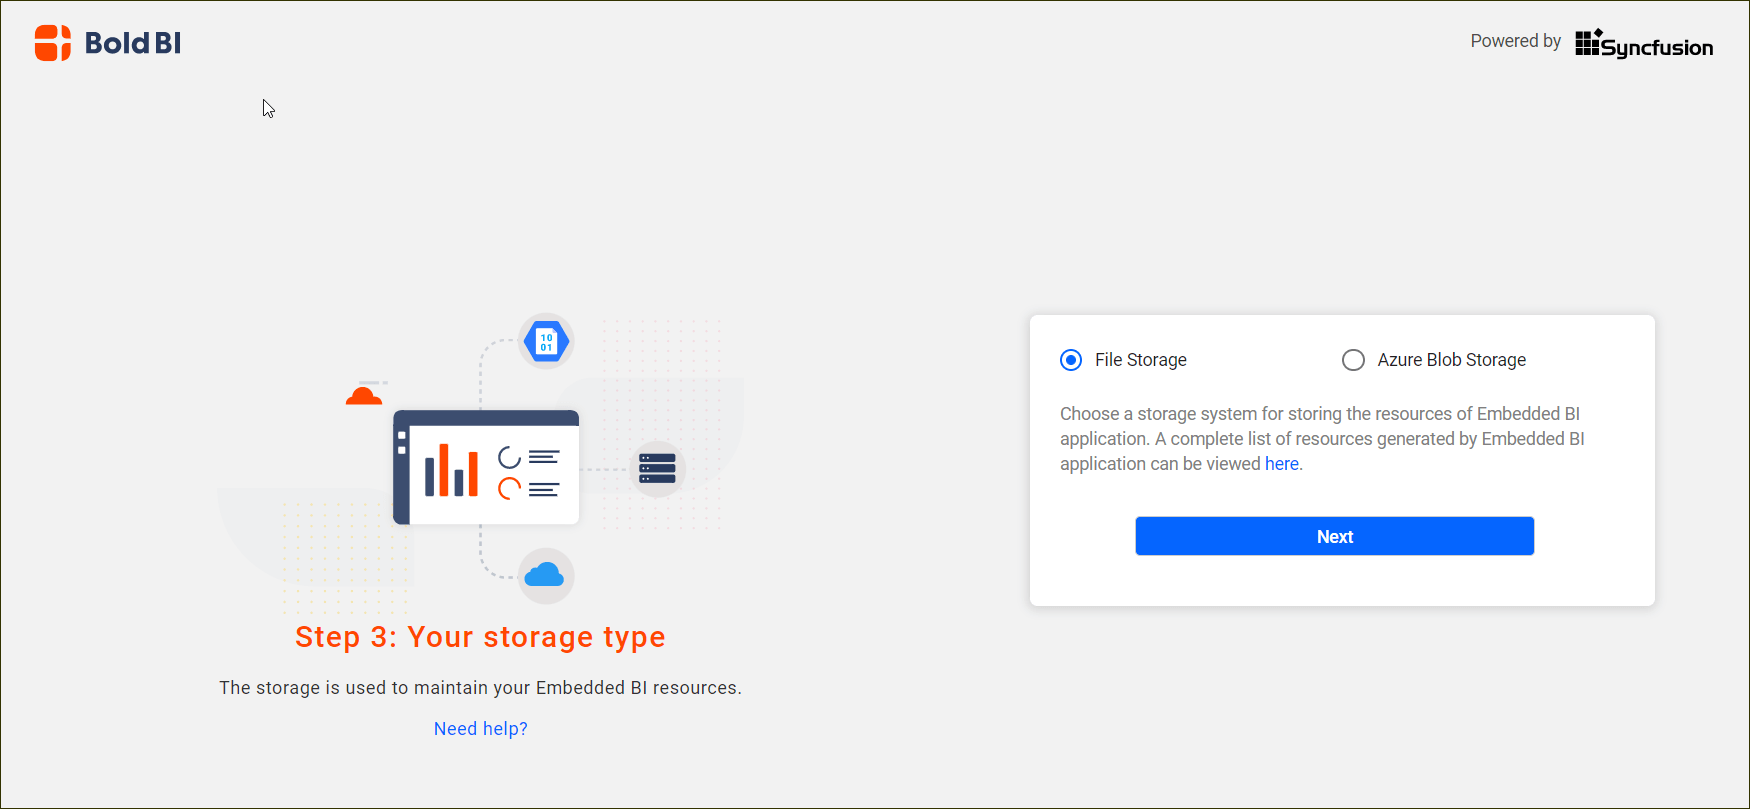 Bold BI
Powered by Syncfusion
10
01
Step 3: Your storage type
The storage is used to maintain your Embedded BI resources.
Need help?
File Storage
Azure Blob Storage
Choose a storage system for storing the resources of Embedded BI
application. A complete list of resources generated by Embedded BI
application can be viewed here.
Next